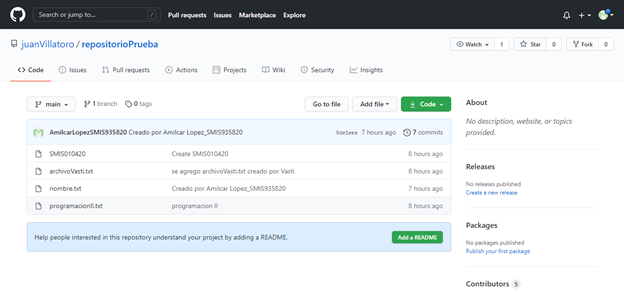 Search or jump to... / Pull requests Issues Marketplace Explore
juanVillatoro / repositorioPrueba Watch 1 Star 0 Fork 0
Code Issues Pull requests Actions Projects Wiki Security Insights
main 1 branch 0 tags Go to file Add file Code
AmilcarLopezSMIS935820 Creado por Amilcar Lopez_SMIS935820 9de1eee 7 hours ago 7 commits
SMIS010420 Create SMIS010420 8 hours ago
archivoVasti.txt se agrego archivoVasti.txt creado por Vasti 8 hours ago
nombre.txt Creado por Amilcar Lopez_SMIS935820 7 hours ago
programacionII.txt programacion II 8 hours ago
Help people interested in this repository understand your project by adding a README. Add a README
About
No description, website, or topics
provided.
Releases
No releases published
Create a new release
Packages
No packages published
Publish your first package
Contributors 5